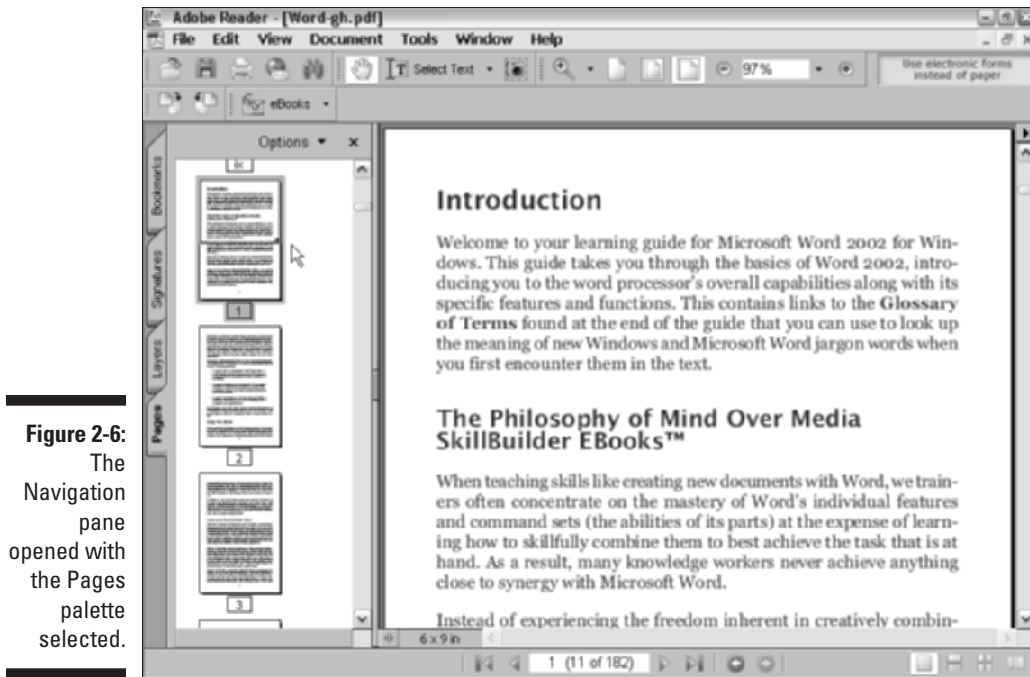 Adobe Reader - [Word-gh.pdf]
File Edit View Document Tools Window Help
Select Text 97% Use electronic forms
instead of paper
eBooks
Options x
Bookmarks
Signatures
Layers
Pages
ix
1
2
3
Introduction
Welcome to your learning guide for Microsoft Word 2002 for Win-
dows. This guide takes you through the basics of Word 2002, intro-
ducing you to the word processor's overall capabilities along with its
specific features and functions. This contains links to the Glossary
of Terms found at the end of the guide that you can use to look up
the meaning of new Windows and Microsoft Word jargon words when
you first encounter them in the text.
The Philosophy of Mind Over Media
SkillBuilder EBooks™
When teaching skills like creating new documents with Word, we train-
ers often concentrate on the mastery of Word's individual features
and command sets (the abilities of its parts) at the expense of learn-
ing how to skillfully combine them to best achieve the task that is at
hand. As a result, many knowledge workers never achieve anything
close to synergy with Microsoft Word.
Instead of experiencing the freedom inherent in creatively combin-
6 x 9 in
1 (11 of 182)
Figure 2-6:
The
Navigation
pane
opened with
the Pages
palette
selected.